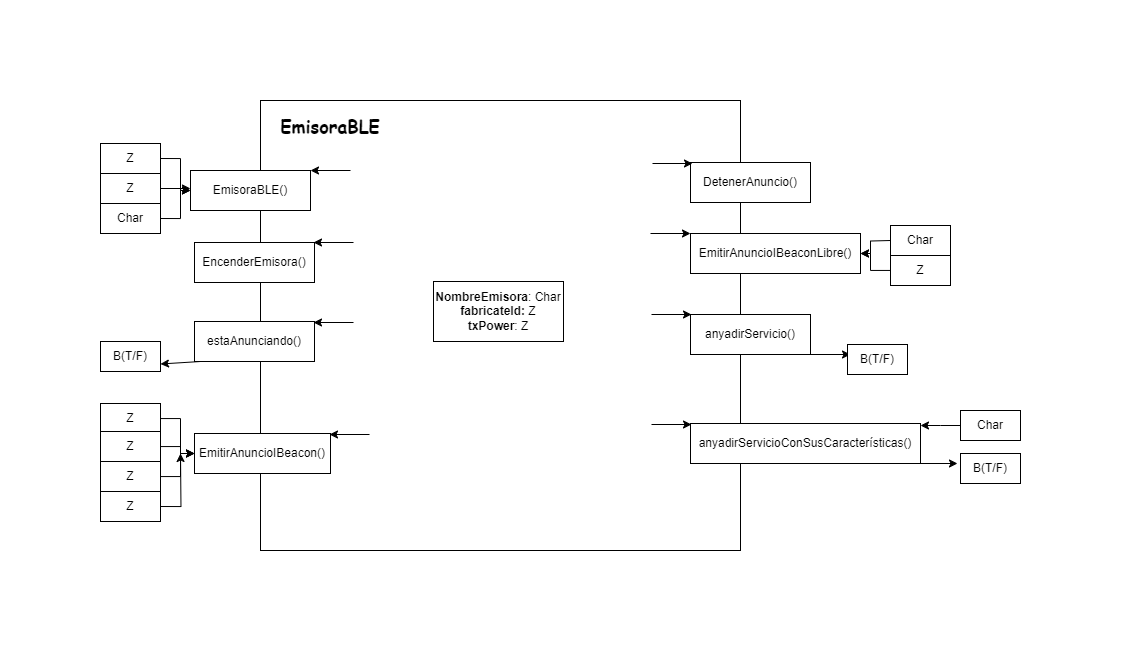 EmisoraBLE
Z
Z
Char
EmisoraBLE()
EncenderEmisora()
estaAnunciando()
B(T/F)
Z
Z
Z
Z
EmitirAnuncioIBeacon()
NombreEmisora: Char
fabricateId: Z
txPower: Z
DetenerAnuncio()
EmitirAnuncioIBeaconLibre()
Char
Z
anyadirServicio()
B(T/F)
anyadirServicioConSusCaracterísticas()
Char
B(T/F)